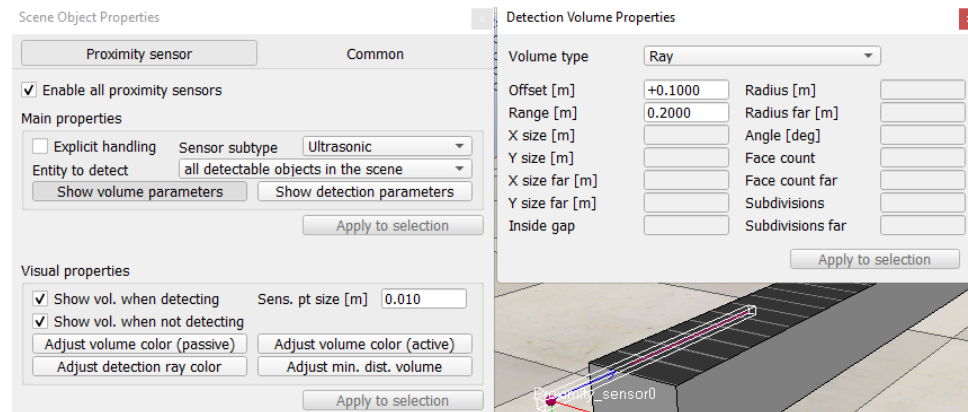 Scene Object Properties
Proximity sensor Common
Enable all proximity sensors
Main properties
Explicit handling Sensor subtype Ultrasonic
Entity to detect all detectable objects in the scene
Show volume parameters Show detection parameters
Apply to selection
Visual properties
Show vol. when detecting Sens. pt size [m] 0.010
Show vol. when not detecting
Adjust volume color (passive) Adjust volume color (active)
Adjust detection ray color Adjust min. dist. volume
Apply to selection
Detection Volume Properties
Volume type Ray
Offset [m] +0.1000 Radius [m]
Range [m] 0.2000 Radius far [m]
X size [m] Angle [deg]
Y size [m] Face count
X size far [m] Face count far
Y size far [m] Subdivisions
Inside gap Subdivisions far
Apply to selection
Proximity_sensor0